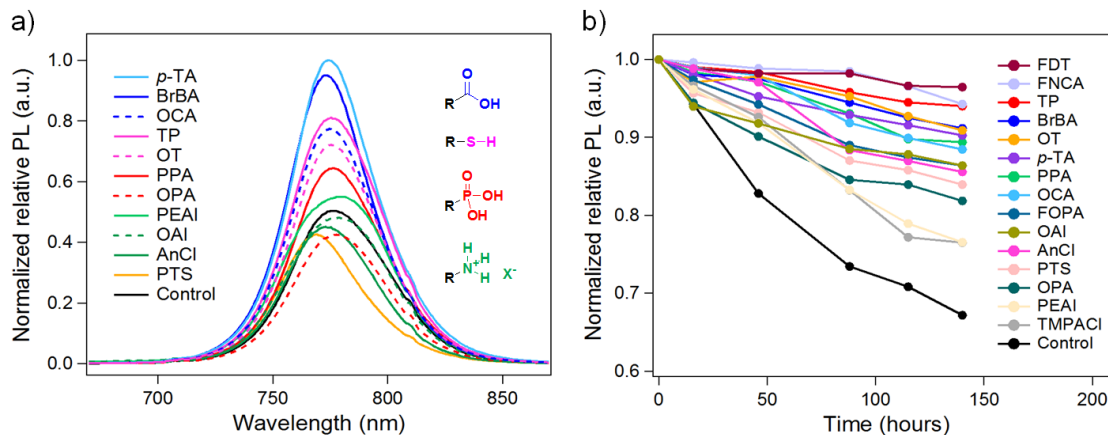 a)
Normalized relative PL (a.u.)
1.0
0.8
0.6
0.4
0.2
0.0
p-TA
BrBA
OCA
TP
OT
PPA
OPA
PEAI
OAI
AnCl
PTS
Control
O
R
OH
R-S-H
O
R
P
OH
OH
H
R
N+
H
H
X-
700
750
800
850
Wavelength (nm)
b)
Normalized relative PL (a.u.)
1.0
0.9
0.8
0.7
0.6
FDT
FNCA
TP
BrBA
OT
p-TA
PPA
OCA
FOPA
OAI
AnCl
PTS
OPA
PEAI
TMPACl
Control
0
50
100
150
200
Time (hours)